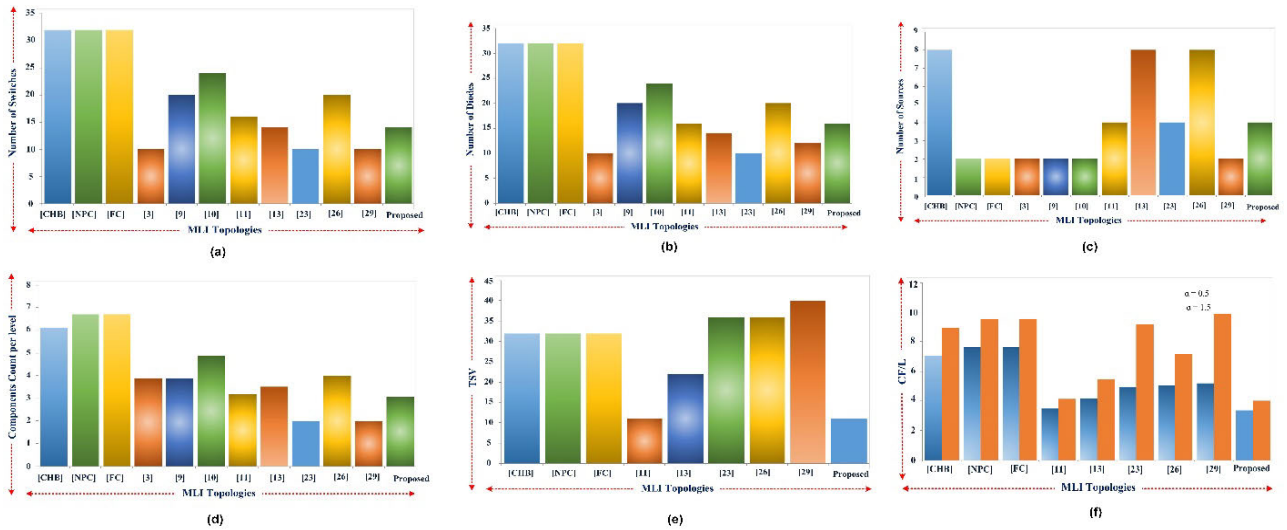 35
30
25
20
15
10
5
0
Number of Switches
[CHB] [NPC] [FC] [3] [9] [10] [11] [13] [23] [26] [29] Proposed
MLI Topologies
(a)
35
30
25
20
15
10
5
0
Number of Diodes
[CHB] [NPC] [FC] [3] [9] [10] [11] [13] [23] [26] [29] Proposed
MLI Topologies
(b)
9
8
7
6
5
4
3
2
1
0
Number of Sources
[CHB] [NPC] [FC] [3] [9] [10] [11] [13] [23] [26] [29] Proposed
MLI Topologies
(c)
8
7
6
5
4
3
2
1
0
Components Count per level
[CHB] [NPC] [FC] [3] [9] [10] [11] [13] [23] [26] [29] Proposed
MLI Topologies
(d)
45
40
35
30
25
20
15
10
5
0
TSV
[CHB] [NPC] [FC] [11] [13] [23] [26] [29] Proposed
MLI Topologies
(e)
12
10
8
6
4
2
0
CF/L
α = 0.5
α = 1.5
[CHB] [NPC] [FC] [11] [13] [23] [26] [29] Proposed
MLI Topologies
(f)